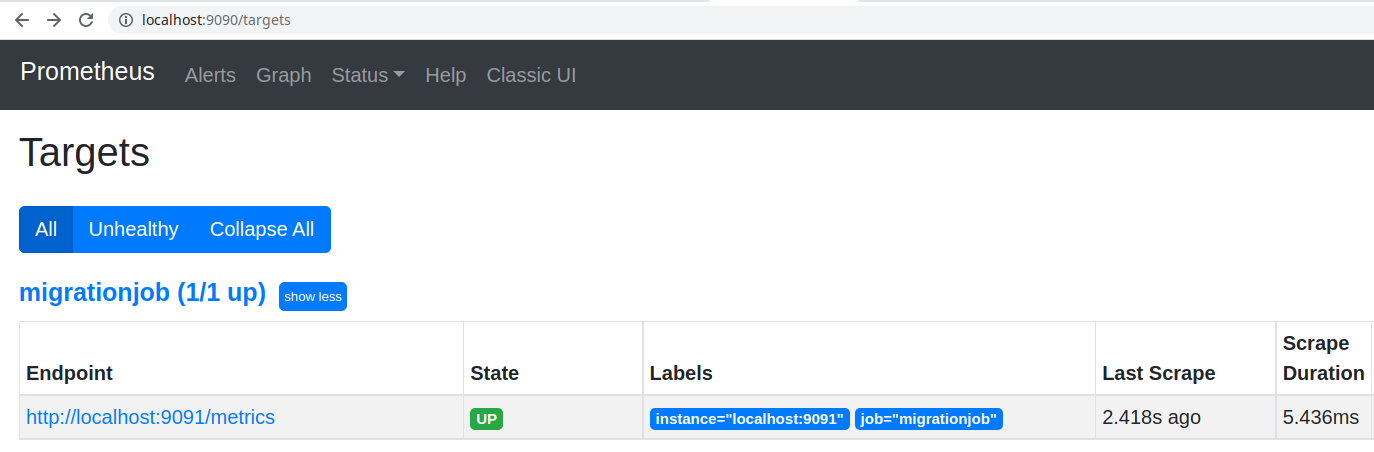 localhost:9090/targets
Prometheus Alerts Graph Status Help Classic UI
Targets
All Unhealthy Collapse All
migrationjob (1/1 up) show less
Endpoint State Labels Last Scrape Scrape Duration
http://localhost:9091/metrics UP instance="localhost:9091" job="migrationjob" 2.418s ago 5.436ms